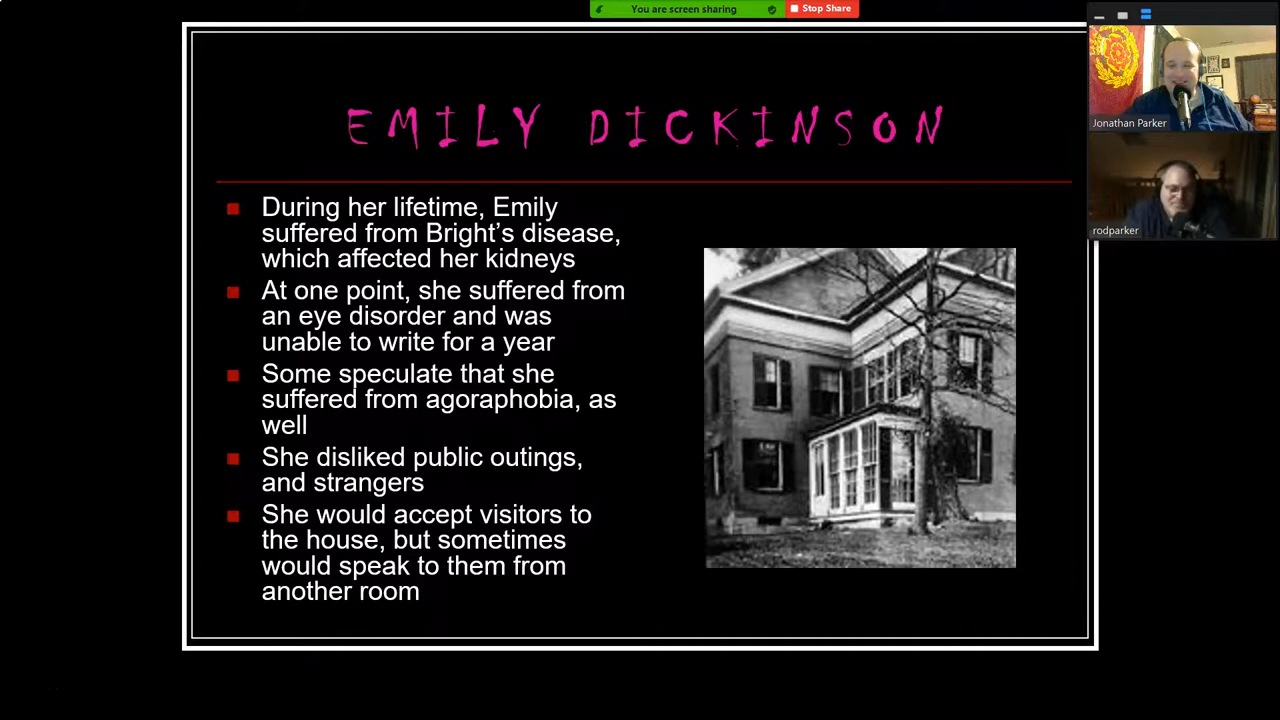 You are screen sharing
Stop Share
EMILY DICKINSON
During her lifetime, Emily
suffered from Bright's disease,
which affected her kidneys
At one point, she suffered from
an eye disorder and was
unable to write for a year
Some speculate that she
suffered from agoraphobia, as
well
She disliked public outings,
and strangers
She would accept visitors to
the house, but sometimes
would speak to them from
another room
Jonathan Parker
rodparker